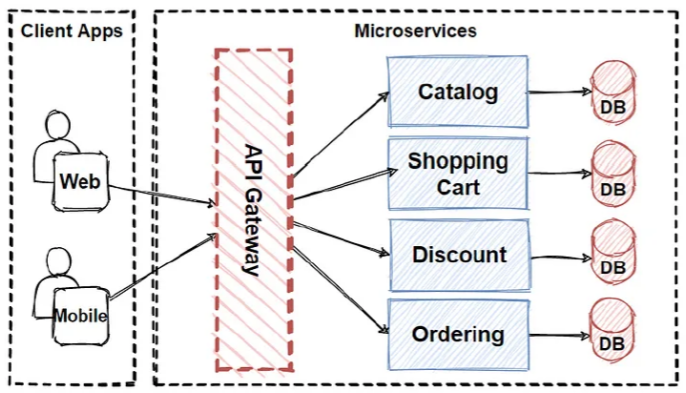 Client Apps
Microservices
Web
Mobile
API Gateway
Catalog
DB
Shopping
Cart
DB
Discount
DB
Ordering
DB